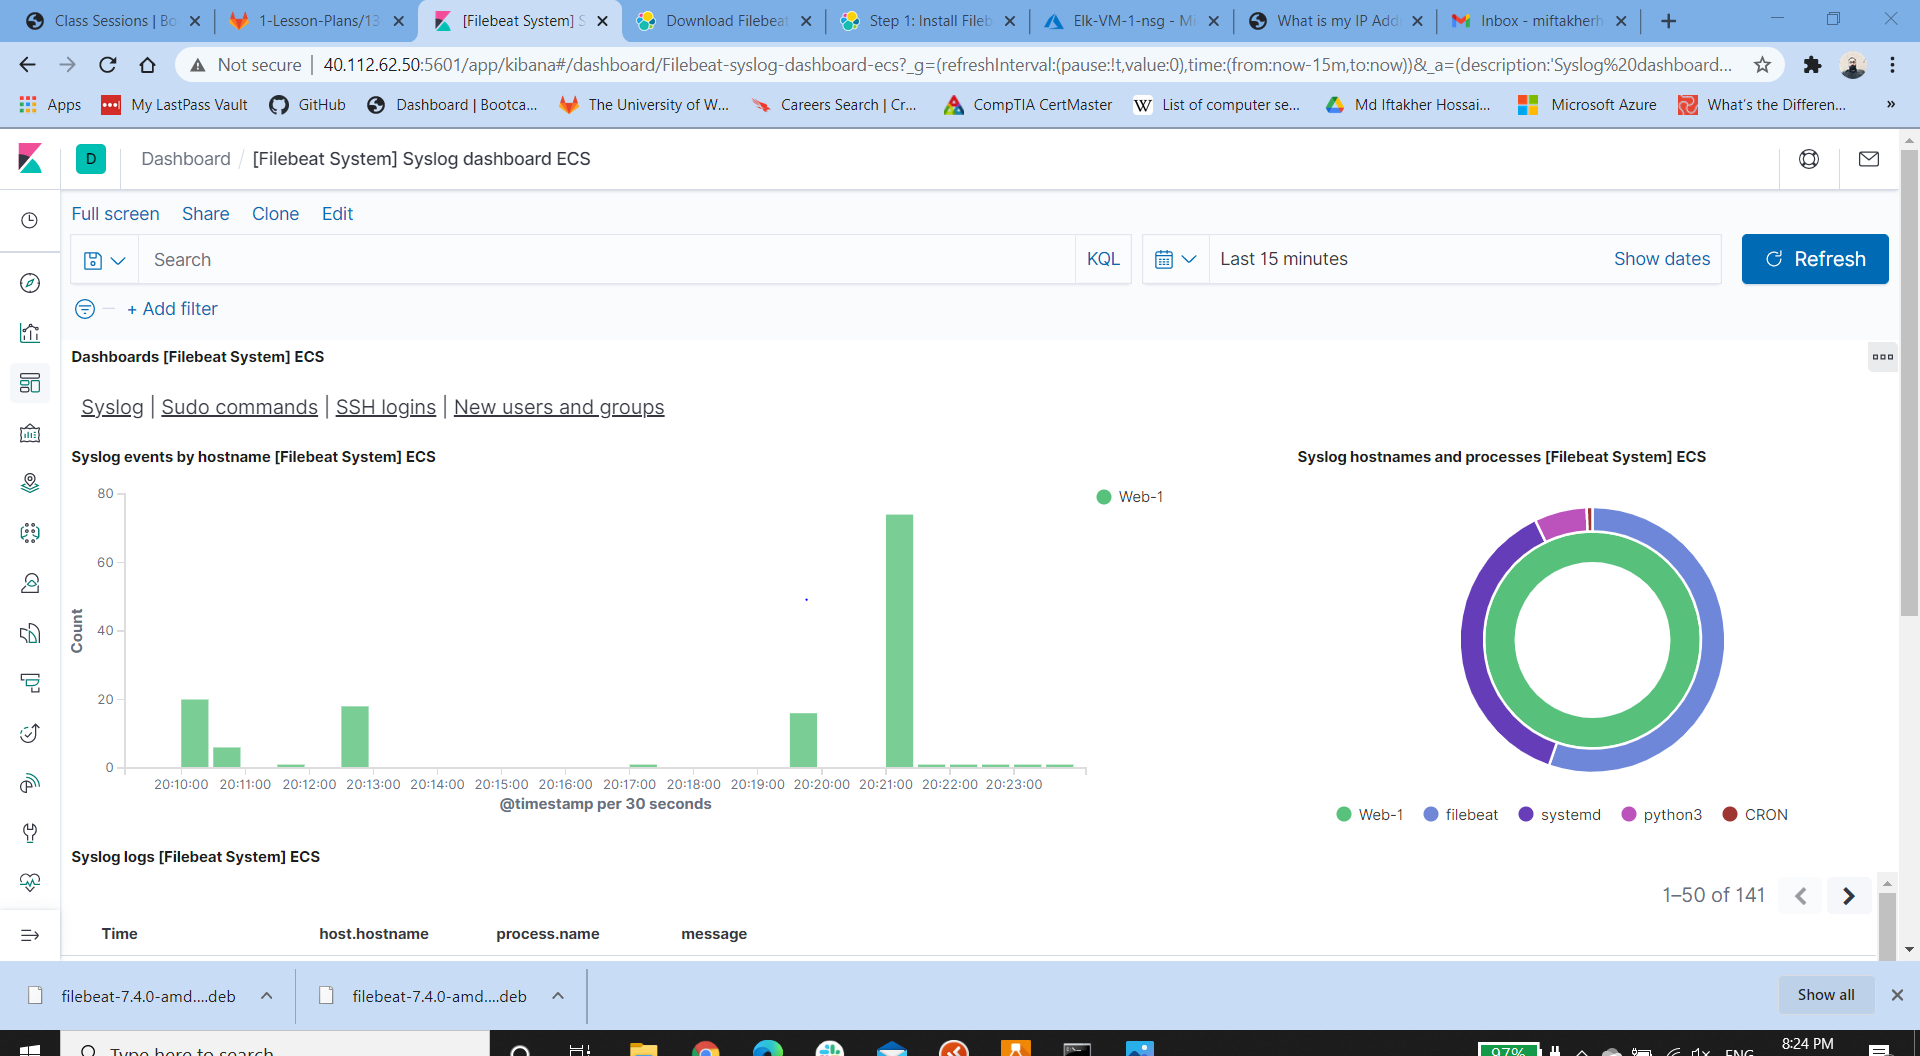 Class Sessions | Bo
1-Lesson-Plans/13
[Filebeat System] S
Download Filebeat
Step 1: Install Fileb
Elk-VM-1-nsg - Mi
What is my IP Add
Inbox - miftakherh
Not secure | 40.112.62.50:5601/app/kibana#/dashboard/Filebeat-syslog-dashboard-ecs?_g=(refreshInterval:(pause:!t,value:0),time:(from:now-15m,to:now))&_a=(description:'Syslog%20dashboard...
Apps
My LastPass Vault
GitHub
Dashboard | Bootca...
The University of W...
Careers Search | Cr...
CompTIA CertMaster
W List of computer se...
Md Iftakher Hossai...
Microsoft Azure
What's the Differen...
»
D Dashboard / [Filebeat System] Syslog dashboard ECS
Full screen Share Clone Edit
Search KQL Last 15 minutes Show dates Refresh
+ Add filter
Dashboards [Filebeat System] ECS
Syslog | Sudo commands | SSH logins | New users and groups
Syslog events by hostname [Filebeat System] ECS
80
60
40
20
0
Count
20:10:00 20:11:00 20:12:00 20:13:00 20:14:00 20:15:00 20:16:00 20:17:00 20:18:00 20:19:00 20:20:00 20:21:00 20:22:00 20:23:00
@timestamp per 30 seconds
Web-1
Syslog hostnames and processes [Filebeat System] ECS
Web-1 filebeat systemd python3 CRON
Syslog logs [Filebeat System] ECS
1–50 of 141
Time host.hostname process.name message
filebeat-7.4.0-amd....deb
filebeat-7.4.0-amd....deb
Show all
Type here to search
97%
ENG
8:24 PM